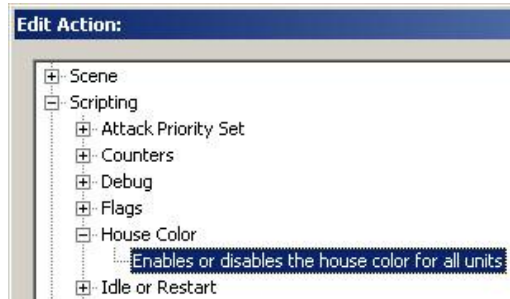 Edit Action:
Scene
Scripting
Attack Priority Set
Counters
Debug
Flags
House Color
Enables or disables the house color for all units
Idle or Restart